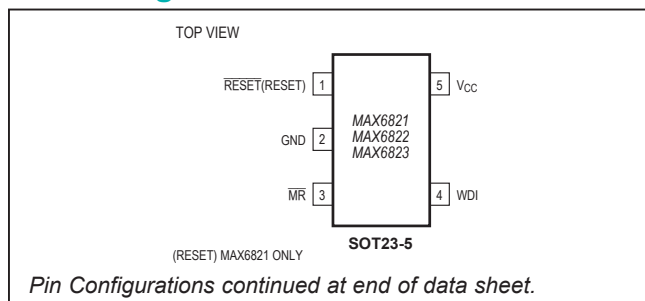 TOP VIEW
RESET(RESET) 1
5 VCC
MAX6821
MAX6822
MAX6823
GND 2
MR 3
4 WDI
SOT23-5
(RESET) MAX6821 ONLY
Pin Configurations continued at end of data sheet.